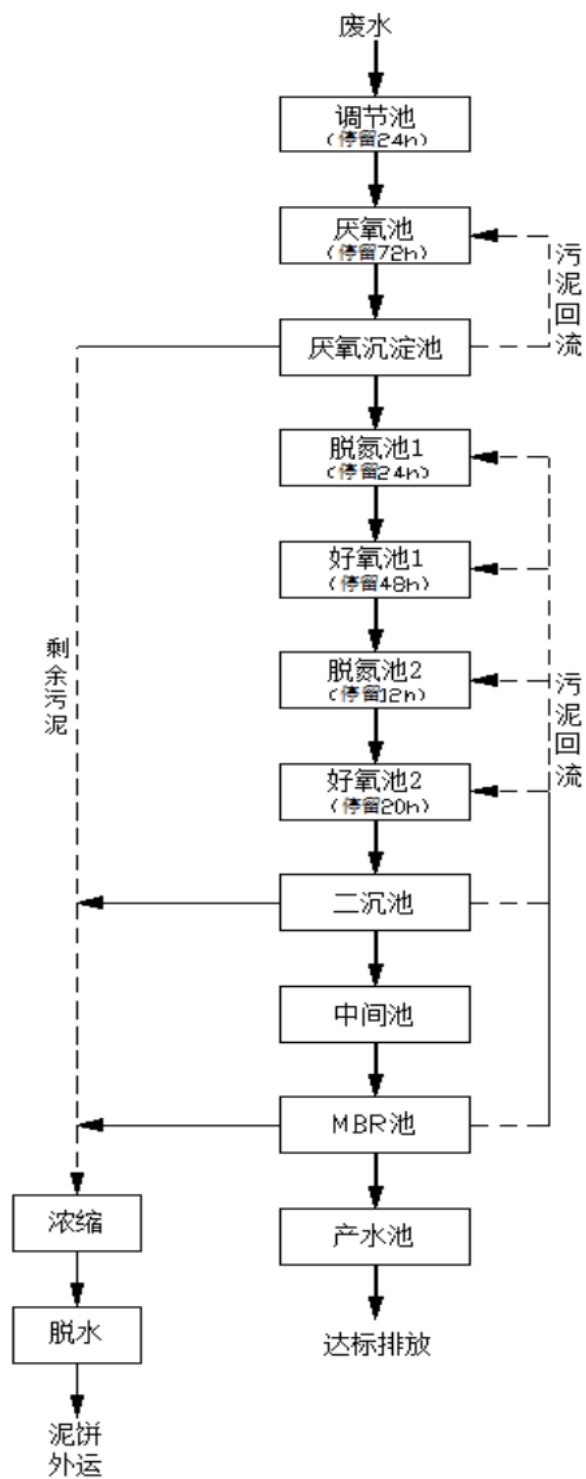 废水
调节池
(停留24h)
厌氧池
(停留72h)
污泥回流
厌氧沉淀池
脱氮池1
(停留24h)
好氧池1
(停留48h)
剩余污泥
脱氮池2
(停留12h)
污泥回流
好氧池2
(停留20h)
二沉池
中间池
MBR池
浓缩
产水池
脱水
达标排放
泥饼
外运